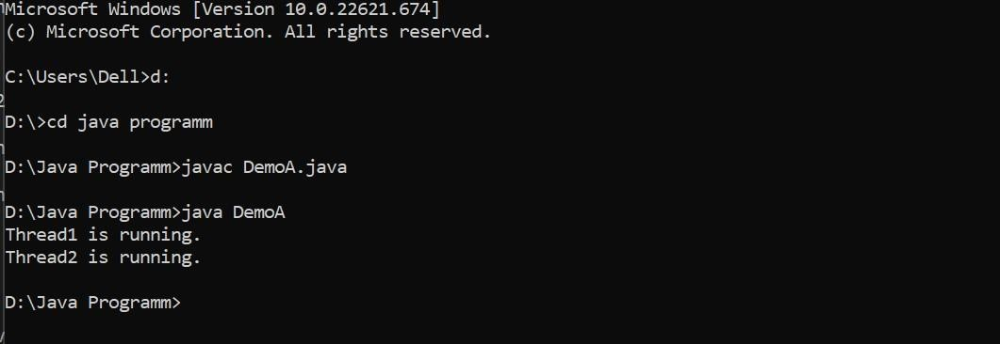 Microsoft Windows [Version 10.0.22621.674]
(c) Microsoft Corporation. All rights reserved.
C:\Users\Dell>d:
D:\>cd java programm
D:\Java Programm>javac DemoA.java
D:\Java Programm>java DemoA
Thread1 is running.
Thread2 is running.
D:\Java Programm>